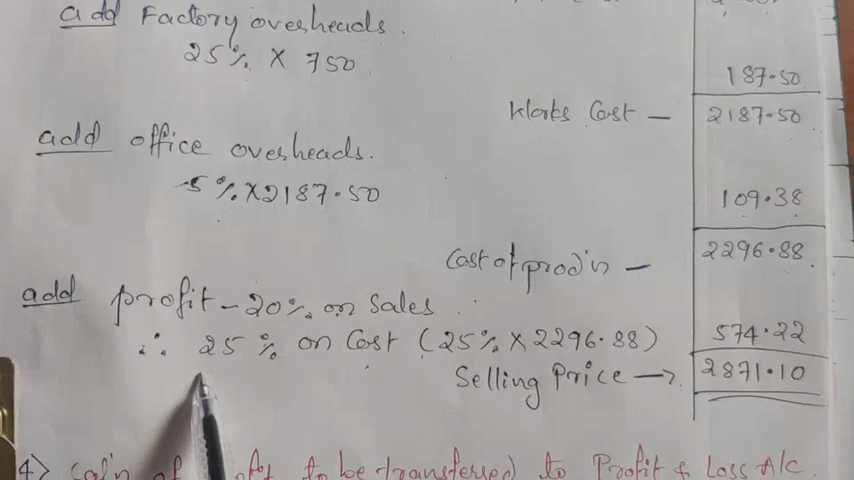 add Factory overheads.
25% X 750
187.50
Works Cost — 2187.50
add office overheads.
5% X 2187.50
109.38
Cost of prod'n — 2296.88
add profit - 20% on Sales
∴ 25% on Cost (25% X 2296.88) 574.22
Selling Price → 2871.10
4) Cal'n of to be transferred to Profit & Loss A/c.